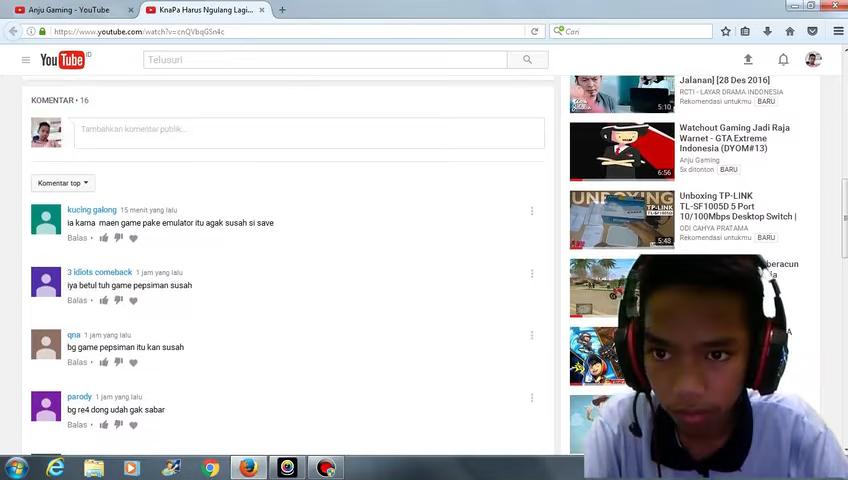 Anju Gaming - YouTube
KnaPa Harus Ngulang Lagi...
https://www.youtube.com/watch?v=cnQVbqGSn4c
Cari
YouTube ID
Telusuri
KOMENTAR • 16
Tambahkan komentar publik...
Komentar top
kucing galong 15 menit yang lalu
ia karna maen game pake emulator itu agak susah si save
Balas •
3 idiots comeback 1 jam yang lalu
iya betul tuh game pepsiman susah
Balas •
qna 1 jam yang lalu
bg game pepsiman itu kan susah
Balas •
parody 1 jam yang lalu
bg re4 dong udah gak sabar
Balas •
Jalanan] [28 Des 2016]
RCTI - LAYAR DRAMA INDONESIA
Rekomendasi untukmu BARU
5:10
Watchout Gaming Jadi Raja
Warnet - GTA Extreme
Indonesia (DYOM#13)
Anju Gaming
5x ditonton BARU
6:56
UNBOXING
Unboxing TP-LINK
TL-SF1005D 5 Port
10/100Mbps Desktop Switch |
ODI CAHYA PRATAMA
Rekomendasi untukmu BARU
5:48